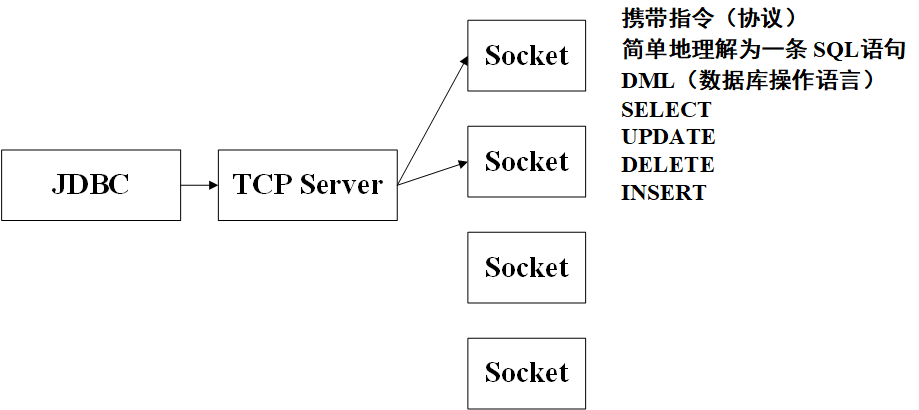 JDBC
TCP Server
Socket
Socket
Socket
Socket
携带指令（协议）
简单地理解为一条 SQL语句
DML（数据库操作语言）
SELECT
UPDATE
DELETE
INSERT